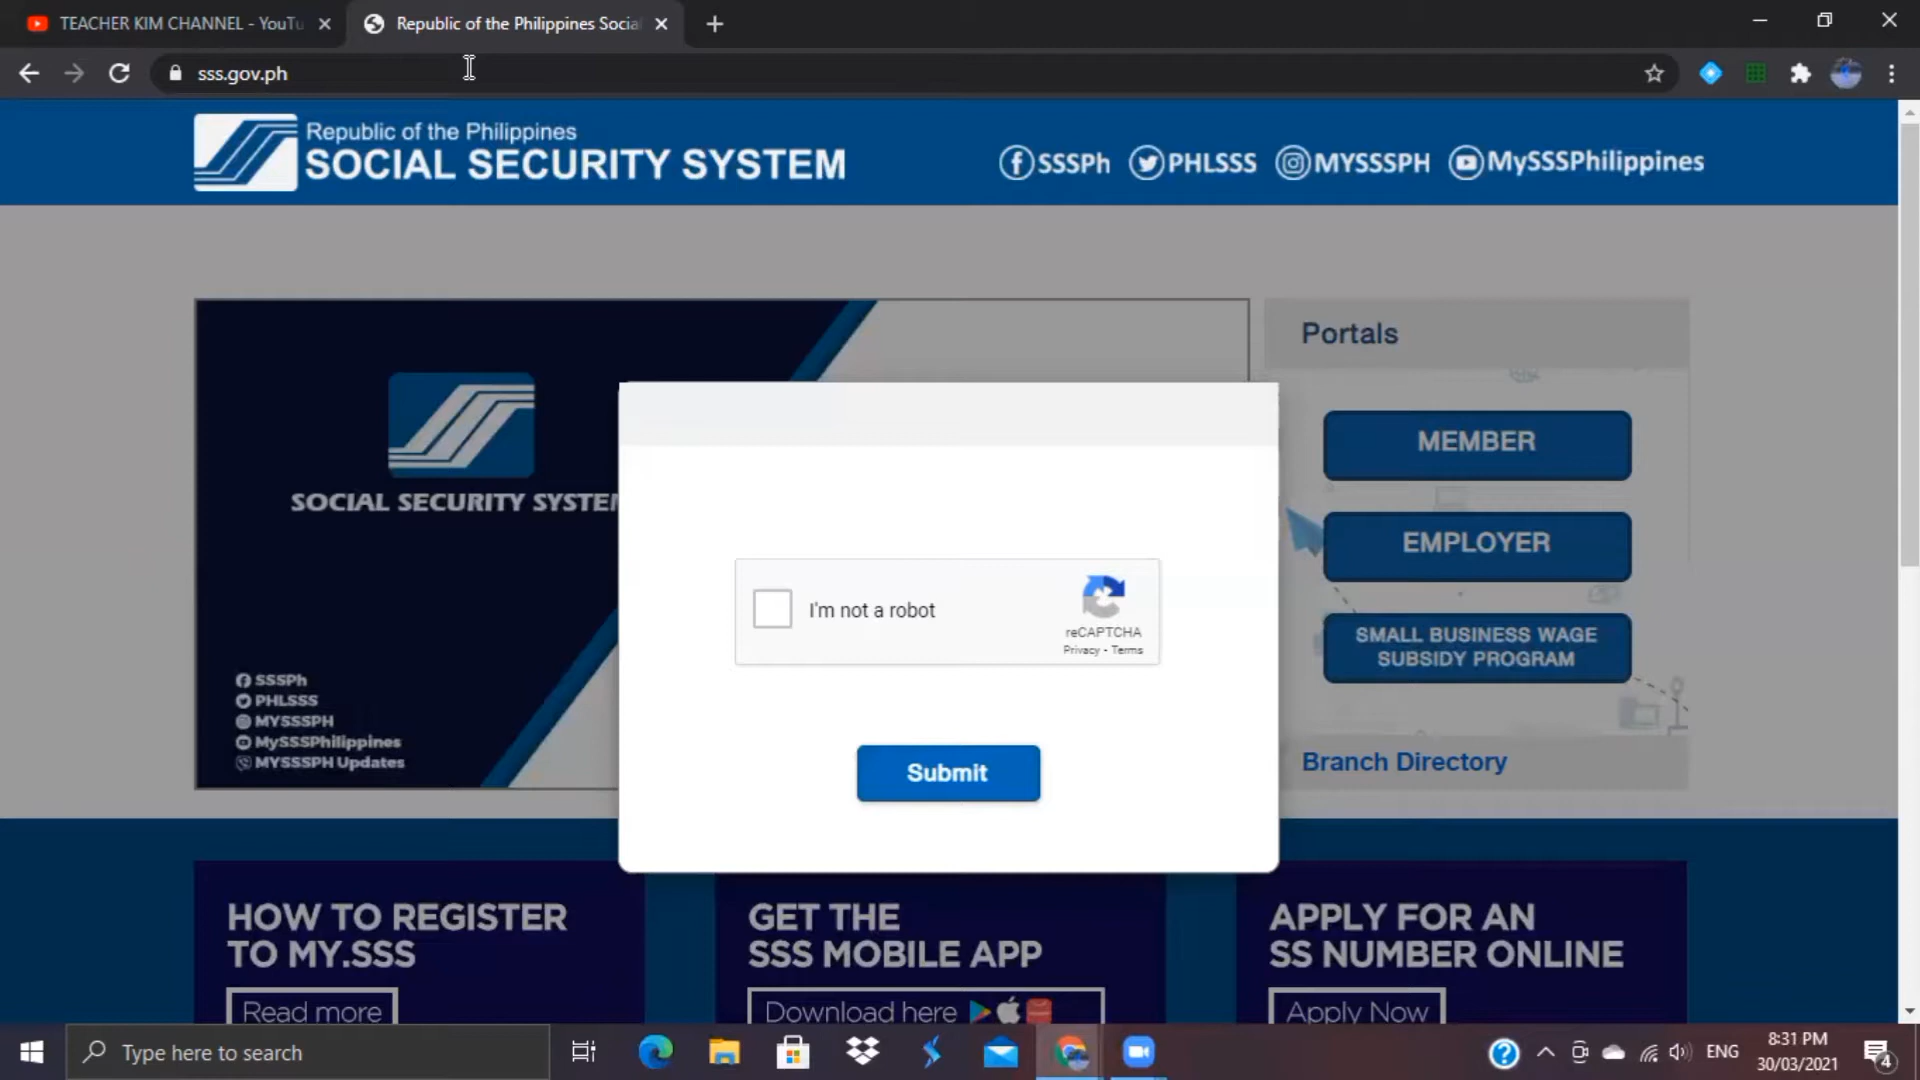 TEACHER KIM CHANNEL - YouTu
Republic of the Philippines Socia
sss.gov.ph
Republic of the Philippines
SOCIAL SECURITY SYSTEM
SSSPh
PHLSSS
MYSSSPH
MySSSPhilippines
SOCIAL SECURITY SYSTEM
SSSPh
PHLSSS
MYSSSPH
MySSSPhilippines
MYSSSPH Updates
Portals
MEMBER
EMPLOYER
SMALL BUSINESS WAGE
SUBSIDY PROGRAM
Branch Directory
I'm not a robot
reCAPTCHA
Privacy - Terms
Submit
HOW TO REGISTER
TO MY.SSS
Read more
GET THE
SSS MOBILE APP
Download here
APPLY FOR AN
SS NUMBER ONLINE
Apply Now
Type here to search
ENG
8:31 PM
30/03/2021
4